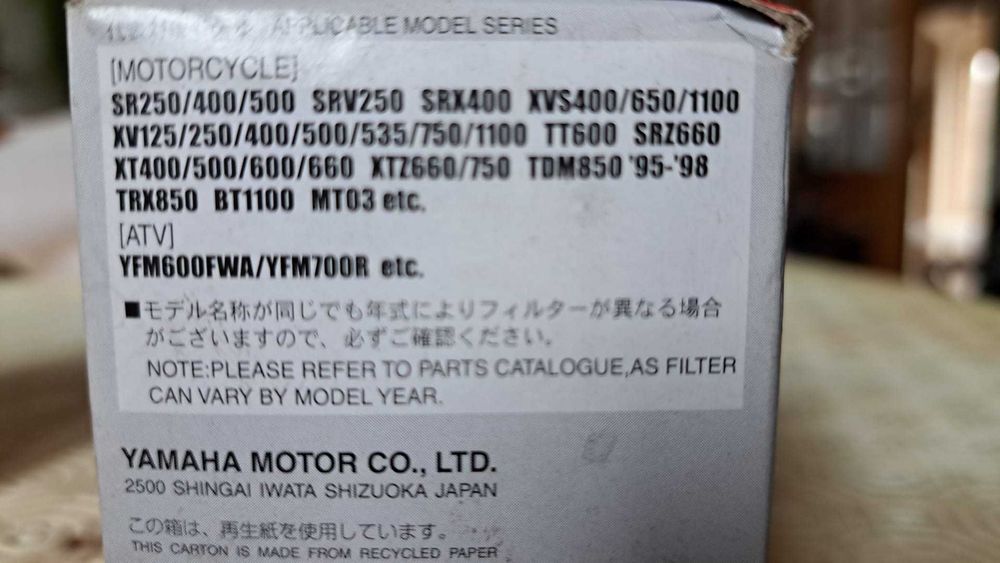 APPLICABLE MODEL SERIES
[MOTORCYCLE]
SR250/400/500 SRV250 SRX400 XVS400/650/1100
XV125/250/400/500/535/750/1100 TT600 SRZ660
XT400/500/600/660 XTZ660/750 TDM850 '95-'98
TRX850 BT1100 MT03 etc.
[ATV]
YFM600FWA/YFM700R etc.
■モデル名称が同じでも年式によりフィルターが異なる場合
がございますので、必ずご確認ください。
NOTE:PLEASE REFER TO PARTS CATALOGUE,AS FILTER
CAN VARY BY MODEL YEAR.
YAMAHA MOTOR CO., LTD.
2500 SHINGAI IWATA SHIZUOKA JAPAN
この箱は、再生紙を使用しています。
THIS CARTON IS MADE FROM RECYCLED PAPER